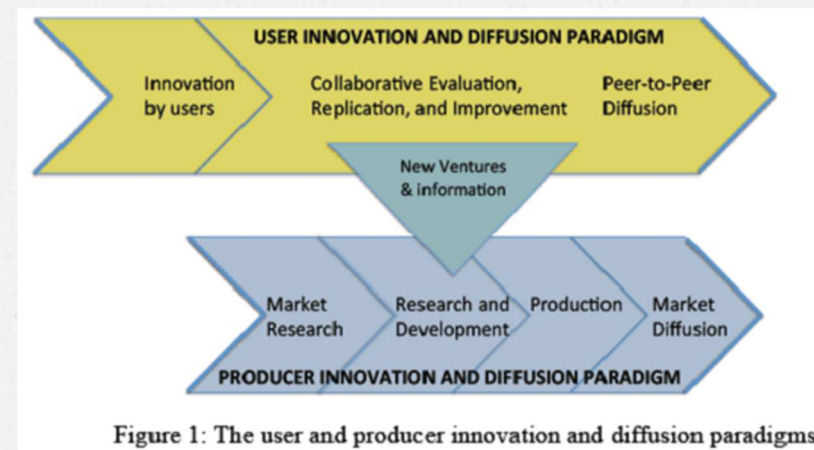 USER INNOVATION AND DIFFUSION PARADIGM
Innovation
by users
Collaborative Evaluation,
Replication, and Improvement
Peer-to-Peer
Diffusion
New Ventures
& information
Market
Research
Research and
Development
Production
Market
Diffusion
PRODUCER INNOVATION AND DIFFUSION PARADIGM
Figure 1: The user and producer innovation and diffusion paradigms